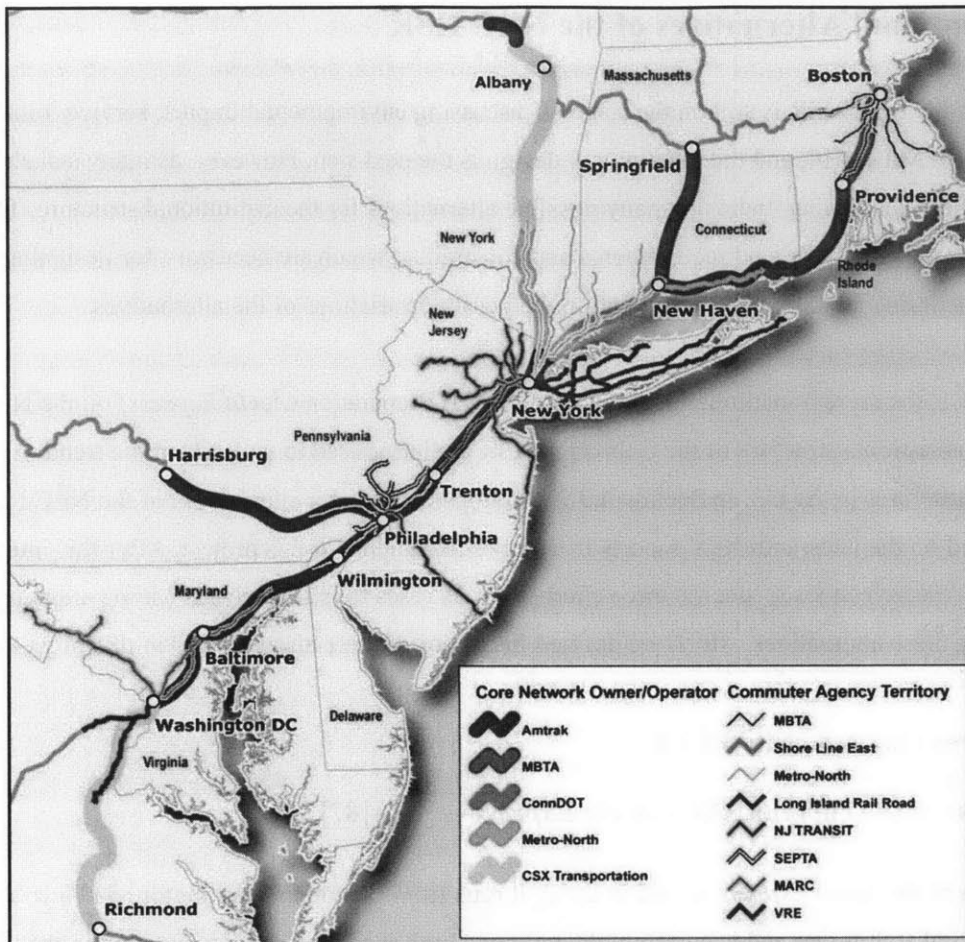 Albany
Massachusetts
Boston
Springfield
Providence
Connecticut
New York
Rhode
Island
New Haven
New
Jersey
New York
Pennsylvania
Harrisburg
Trenton
Philadelphia
Wilmington
Maryland
Baltimore
Washington DC
Delaware
Virginia
Richmond
Core Network Owner/Operator
Amtrak
MBTA
ConnDOT
Metro-North
CSX Transportation
Commuter Agency Territory
MBTA
Shore Line East
Metro-North
Long Island Rail Road
NJ TRANSIT
SEPTA
MARC
VRE